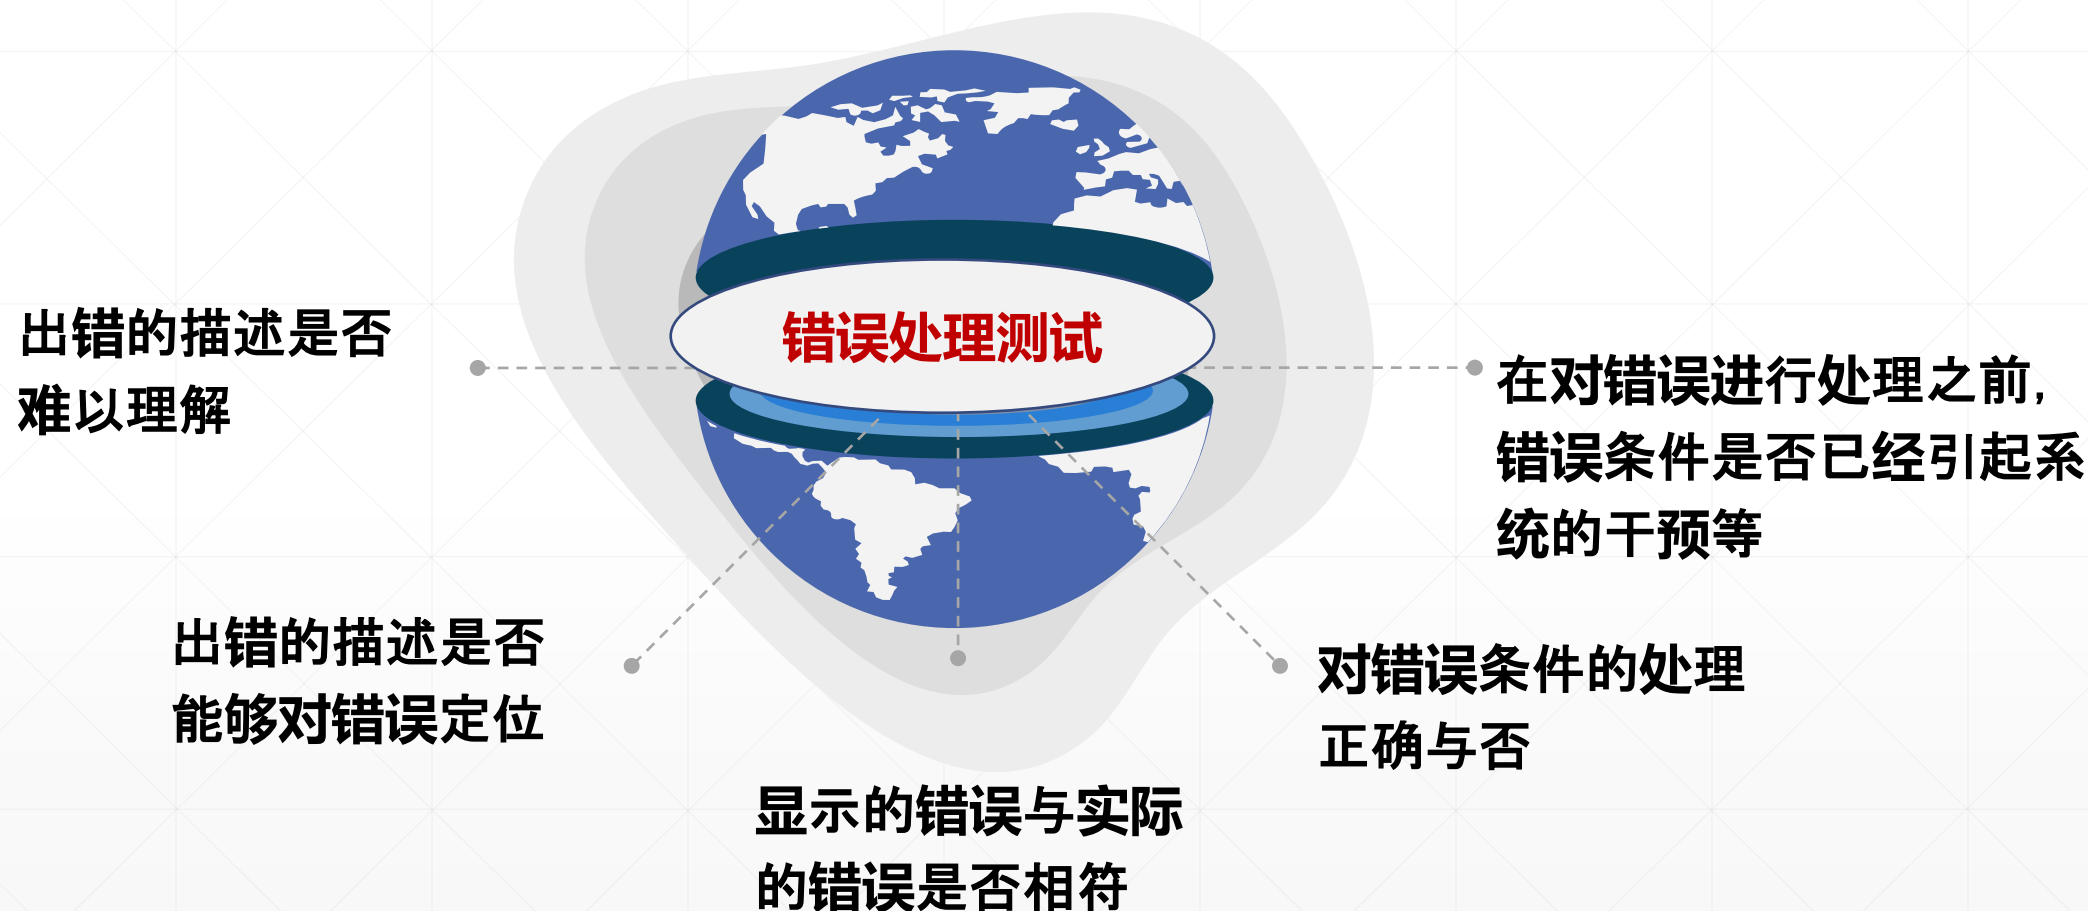 错误处理测试
出错的描述是否
难以理解
出错的描述是否
能够对错误定位
显示的错误与实际
的错误是否相符
对错误条件的处理
正确与否
在对错误进行处理之前,
错误条件是否已经引起系
统的干预等